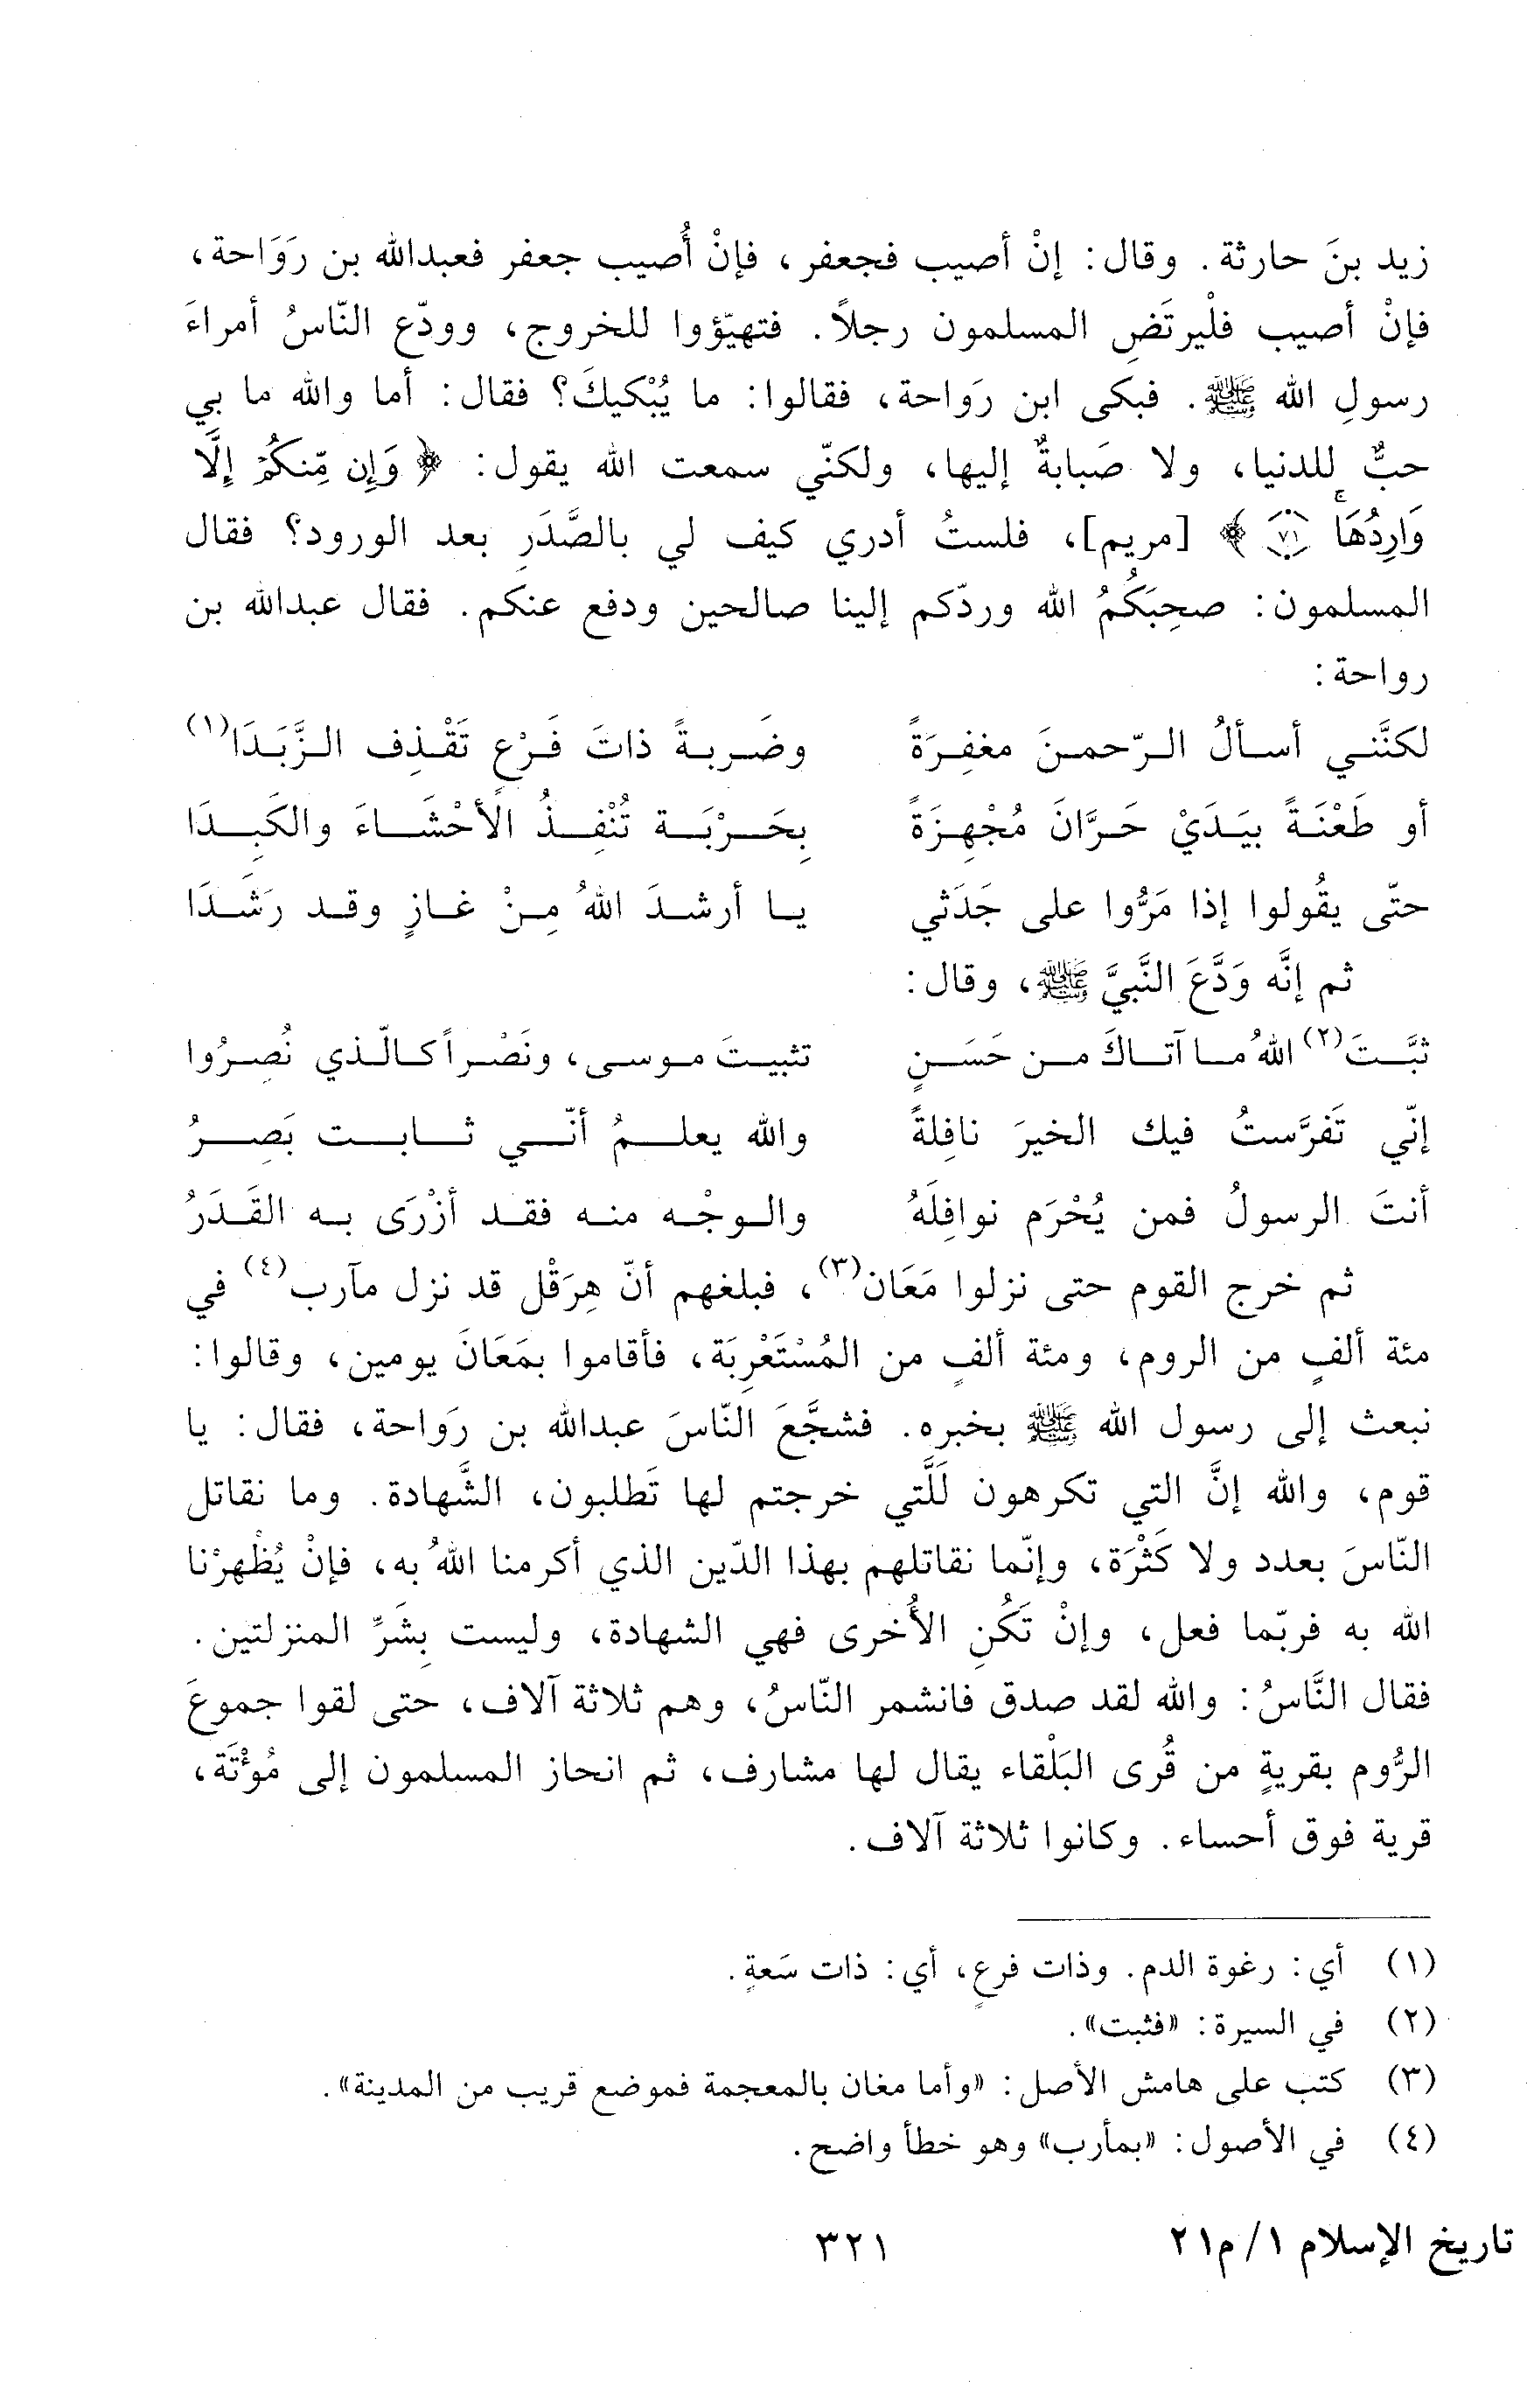 زيد بنَ حارثة. وقال: إنْ أصيب فجعفر، فإنْ أُصيب جعفر فعبدالله بن رَوَاحة،
فإنْ أصيب فلْيرتَضِ المسلمون رجلاً. فتهيّؤوا للخروج، وودّع النّاسُ أمراءَ
رسولِ الله ﷺ. فبكى ابن رَواحة، فقالوا: ما يُبْكيكَ؟ فقال: أما والله ما بي
حبٌّ للدنيا، ولا صَبابةٌ إليها، ولكنّي سمعت الله يقول: ﴿ وَإِن مِّنكُمْ إِلَّا
وَارِدُهَاۚ ﴿٧١﴾ ﴾ [مريم]، فلستُ أدري كيف لي بالصَّدَرِ بعد الورود؟ فقال
المسلمون: صحِبَكُمُ الله وردّكم إلينا صالحين ودفع عنكم. فقال عبدالله بن
رواحة:
لكنَّني أسألُ الرّحمنَ مغفِرَةً وضَربةً ذاتَ فَرْعٍ تَقْذِف الزَّبَدَا(١)
أو طَعْنَةً بيَدَيْ حَرَّانَ مُجْهِزَةً بِحَرْبَة تُنْفِذُ الأحْشَاءَ والكَبِدَا
حتّى يقُولوا إذا مَرُّوا على جَدَثي يا أرشدَ اللهُ مِنْ غازٍ وقد رَشَدَا
ثم إنَّه وَدَّعَ النَّبيَّ ﷺ، وقال:
ثبَّتَ(٢) اللهُ ما آتاكَ من حَسَنٍ تثبيتَ موسى، ونَصْراً كالّذي نُصِرُوا
إنّي تَفرَّستُ فيك الخيرَ نافِلةً والله يعلمُ أنّي ثابت بَصِرُ
أنتَ الرسولُ فمن يُحْرَم نوافِلَهُ والوجْه منه فقد أزْرَى به القَدَرُ
ثم خرج القوم حتى نزلوا مَعَان(٣)، فبلغهم أنّ هِرَقْل قد نزل مآرب(٤) في
مئة ألفٍ من الروم، ومئة ألفٍ من المُسْتَعْرِبَة، فأقاموا بمَعَانَ يومين، وقالوا:
نبعث إلى رسول الله ﷺ بخبره. فشجَّعَ النّاسَ عبدالله بن رَواحة، فقال: يا
قوم، والله إنَّ التي تكرهون لَلَّتي خرجتم لها تَطلبون، الشَّهادة. وما نقاتل
النّاسَ بعدد ولا كَثْرَة، وإنّما نقاتلهم بهذا الدّين الذي أكرمنا اللهُ به، فإنْ يُظْهرْنا
الله به فربّما فعل، وإنْ تَكُنِ الأُخرى فهي الشهادة، وليست بِشَرِّ المنزلتين.
فقال النَّاسُ: والله لقد صدق فانشمر النّاسُ، وهم ثلاثة آلاف، حتى لقوا جموعَ
الرُّوم بقريةٍ من قُرى البَلْقاء يقال لها مشارف، ثم انحاز المسلمون إلى مُؤْتَة،
قرية فوق أحساء. وكانوا ثلاثة آلاف.
(١) أي: رغوة الدم. وذات فرعٍ، أي: ذات سَعةٍ.
(٢) في السيرة: «فثبت».
(٣) كتب على هامش الأصل: «وأما مغان بالمعجمة فموضع قريب من المدينة».
(٤) في الأصول: «بمأرب» وهو خطأ واضح.
تاريخ الإسلام ١/م٢١ ٣٢١